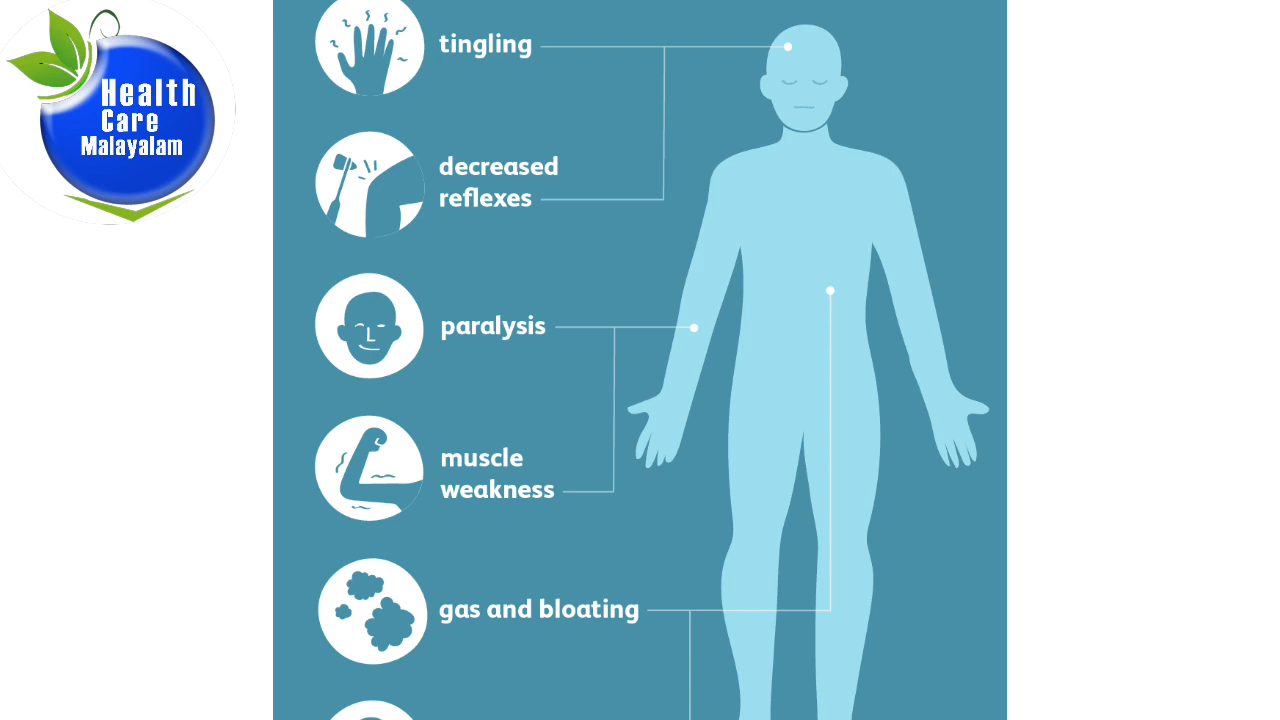 Health
Care
Malayalam
tingling
decreased
reflexes
paralysis
muscle
weakness
gas and bloating